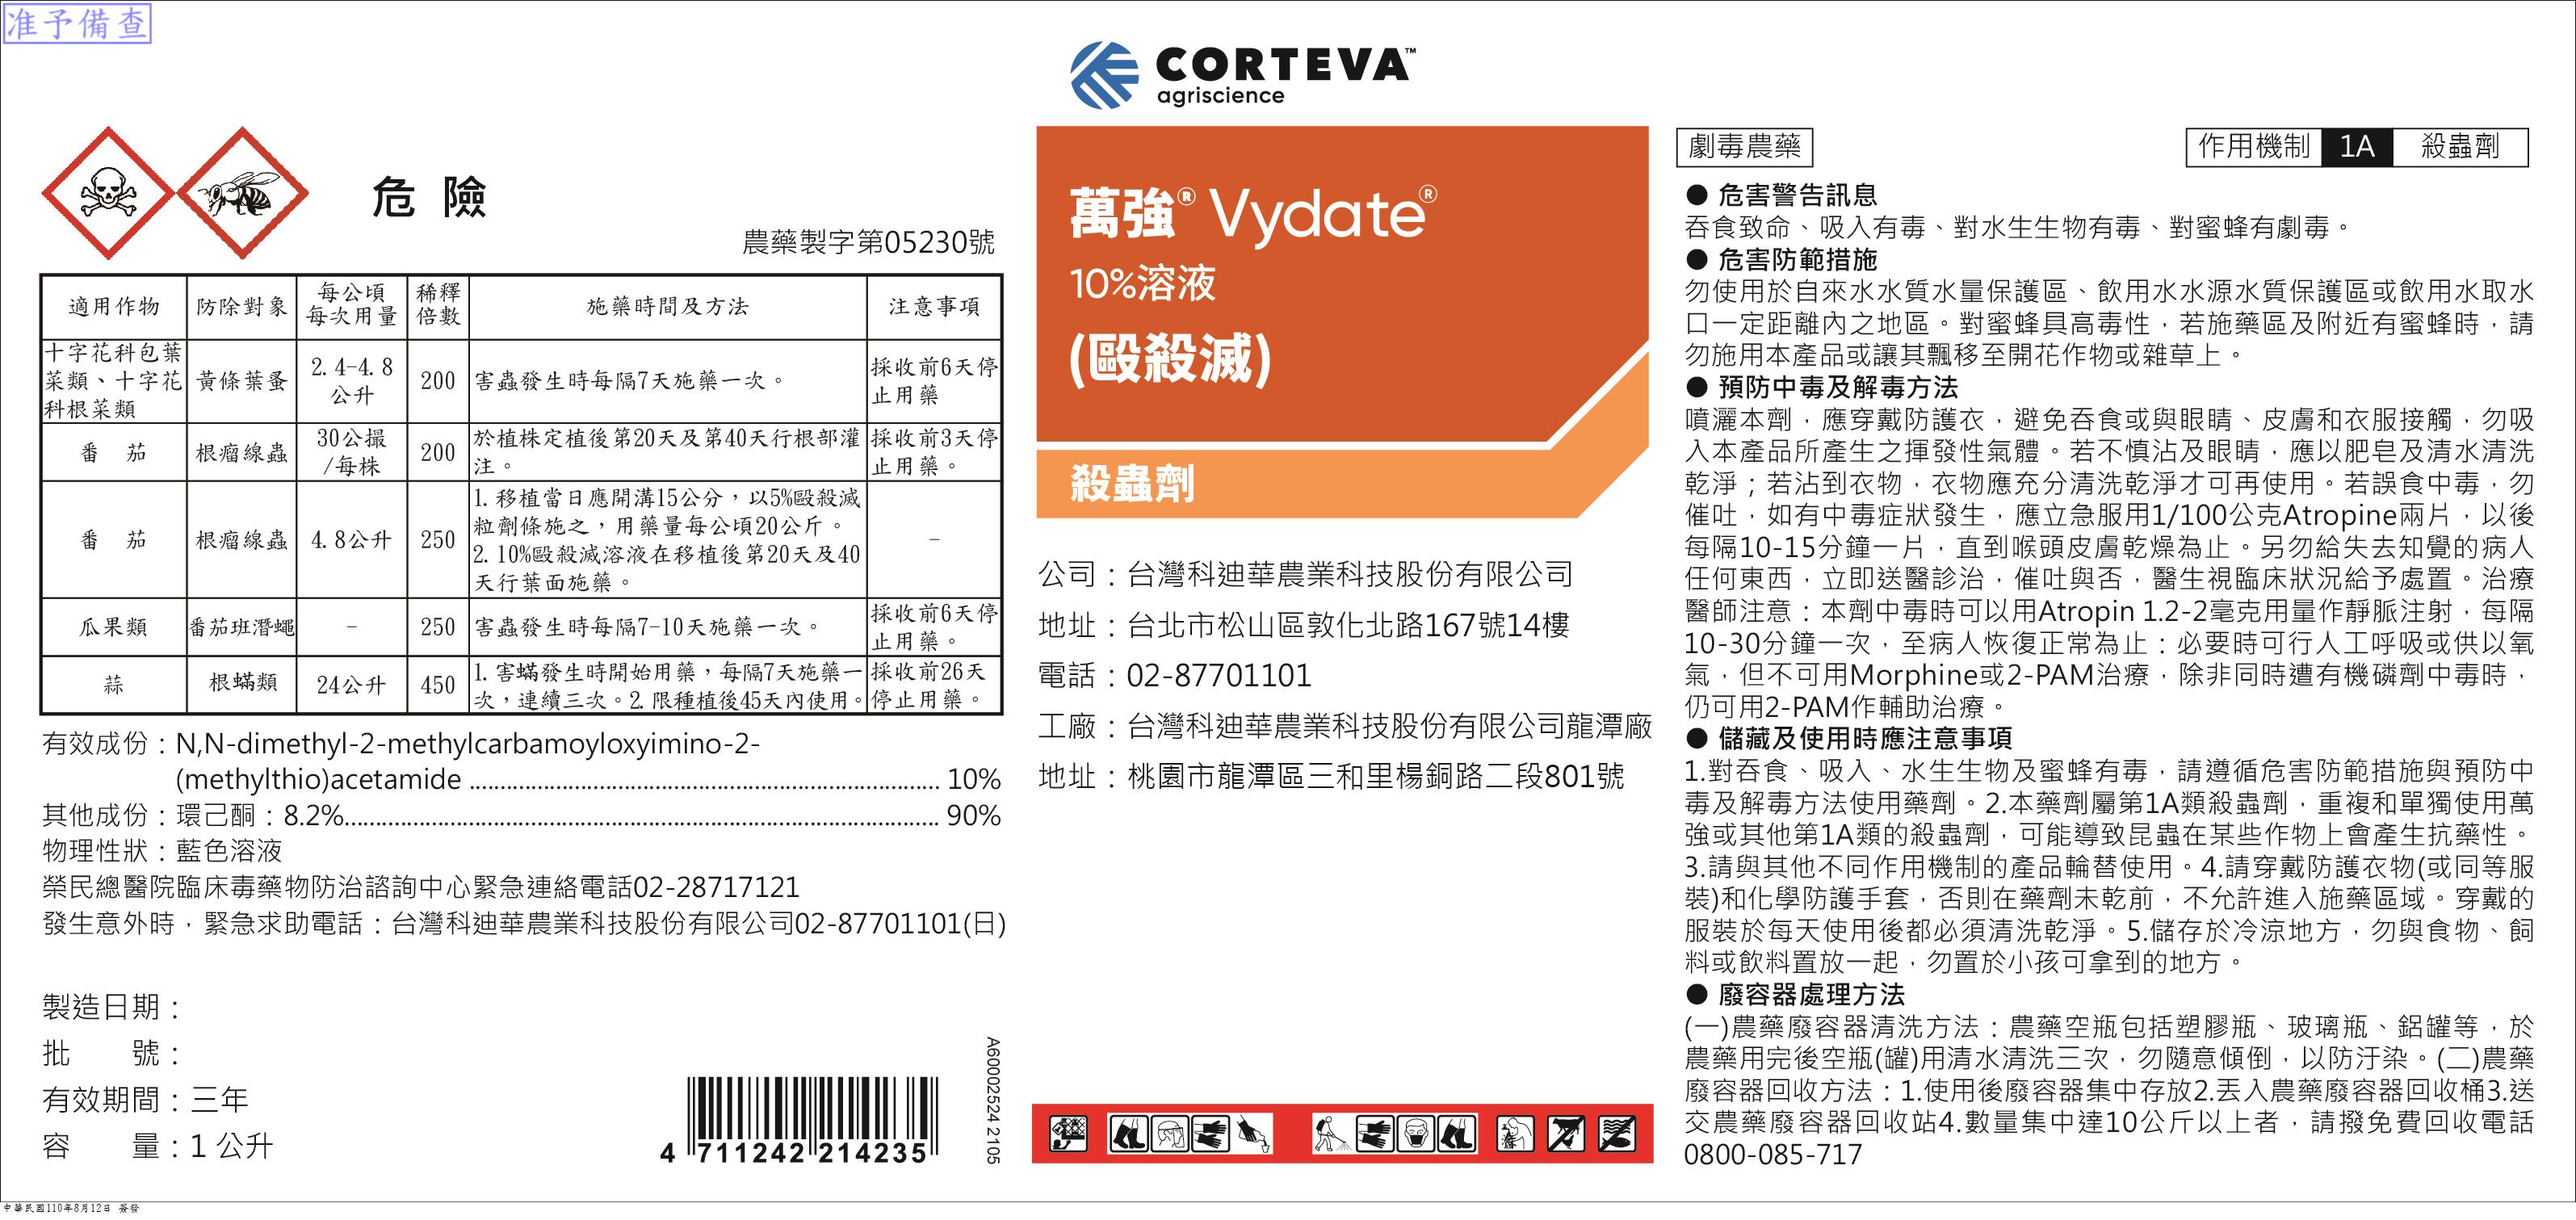 准予備查
危 險
農藥製字第05230號
適用作物 防除對象 每公頃每次用量 稀釋倍數 施藥時間及方法 注意事項
十字花科包葉菜類、十字花科根菜類 黃條葉蚤 2.4-4.8公升 200 害蟲發生時每隔7天施藥一次。 採收前6天停止用藥
番 茄 根瘤線蟲 30公撮/每株 200 於植株定植後第20天及第40天行根部灌注。 採收前3天停止用藥。
番 茄 根瘤線蟲 4.8公升 250 1.移植當日應開溝15公分，以5%毆殺滅粒劑條施之，用藥量每公頃20公斤。2.10%毆殺滅溶液在移植後第20天及40天行葉面施藥。 -
瓜果類 番茄班潛蠅 - 250 害蟲發生時每隔7-10天施藥一次。 採收前6天停止用藥。
蒜 根蟎類 24公升 450 1.害蟎發生時開始用藥，每隔7天施藥一次，連續三次。2.限種植後45天內使用。 採收前26天停止用藥。
有效成份：N,N-dimethyl-2-methylcarbamoyloxyimino-2-
(methylthio)acetamide .......... 10%
其他成份：環己酮：8.2%.......... 90%
物理性狀：藍色溶液
榮民總醫院臨床毒藥物防治諮詢中心緊急連絡電話02-28717121
發生意外時，緊急求助電話：台灣科迪華農業科技股份有限公司02-87701101(日)
製造日期：
批　　號：
有效期間：三年
容　　量：1 公升
4 711242 214235
A60002524 2105
CORTEVA™
agriscience
萬強® Vydate®
10%溶液
(毆殺滅)
殺蟲劑
公司：台灣科迪華農業科技股份有限公司
地址：台北市松山區敦化北路167號14樓
電話：02-87701101
工廠：台灣科迪華農業科技股份有限公司龍潭廠
地址：桃園市龍潭區三和里楊銅路二段801號
劇毒農藥
作用機制 1A 殺蟲劑
● 危害警告訊息
吞食致命、吸入有毒、對水生生物有毒、對蜜蜂有劇毒。
● 危害防範措施
勿使用於自來水水質水量保護區、飲用水水源水質保護區或飲用水取水
口一定距離內之地區。對蜜蜂具高毒性，若施藥區及附近有蜜蜂時，請
勿施用本產品或讓其飄移至開花作物或雜草上。
● 預防中毒及解毒方法
噴灑本劑，應穿戴防護衣，避免吞食或與眼睛、皮膚和衣服接觸，勿吸
入本產品所產生之揮發性氣體。若不慎沾及眼睛，應以肥皂及清水清洗
乾淨；若沾到衣物，衣物應充分清洗乾淨才可再使用。若誤食中毒，勿
催吐，如有中毒症狀發生，應立急服用1/100公克Atropine兩片，以後
每隔10-15分鐘一片，直到喉頭皮膚乾燥為止。另勿給失去知覺的病人
任何東西，立即送醫診治，催吐與否，醫生視臨床狀況給予處置。治療
醫師注意：本劑中毒時可以用Atropin 1.2-2毫克用量作靜脈注射，每隔
10-30分鐘一次，至病人恢復正常為止：必要時可行人工呼吸或供以氧
氣，但不可用Morphine或2-PAM治療，除非同時遭有機磷劑中毒時，
仍可用2-PAM作輔助治療。
● 儲藏及使用時應注意事項
1.對吞食、吸入、水生生物及蜜蜂有毒，請遵循危害防範措施與預防中
毒及解毒方法使用藥劑。2.本藥劑屬第1A類殺蟲劑，重複和單獨使用萬
強或其他第1A類的殺蟲劑，可能導致昆蟲在某些作物上會產生抗藥性。
3.請與其他不同作用機制的產品輪替使用。4.請穿戴防護衣物(或同等服
裝)和化學防護手套，否則在藥劑未乾前，不允許進入施藥區域。穿戴的
服裝於每天使用後都必須清洗乾淨。5.儲存於冷涼地方，勿與食物、飼
料或飲料置放一起，勿置於小孩可拿到的地方。
● 廢容器處理方法
(一)農藥廢容器清洗方法：農藥空瓶包括塑膠瓶、玻璃瓶、鋁罐等，於
農藥用完後空瓶(罐)用清水清洗三次，勿隨意傾倒，以防汙染。(二)農藥
廢容器回收方法：1.使用後廢容器集中存放2.丟入農藥廢容器回收桶3.送
交農藥廢容器回收站4.數量集中達10公斤以上者，請撥免費回收電話
0800-085-717
中華民國110年8月12日 簽發